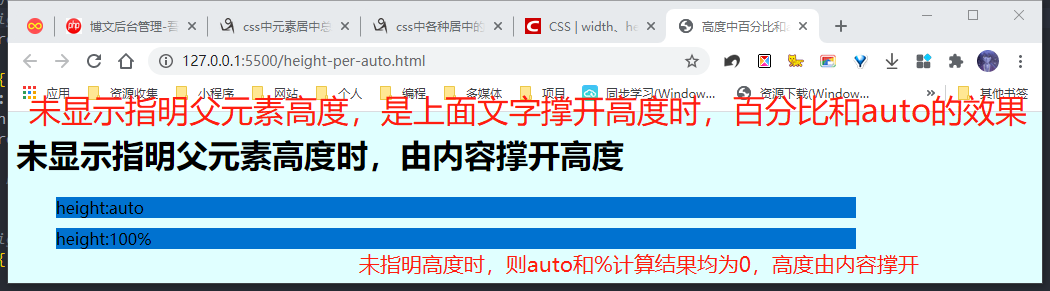 博文后台管理-吾
css中元素居中总
css中各种居中的
CSS | width、he
高度中百分比和a
127.0.0.1:5500/height-per-auto.html
应用 资源收集 小程序 网站 个人 编程 多媒体 项目 同步学习(Window... 资源下载(Window... » 其他书签
未显示指明父元素高度，是上面文字撑开高度时，百分比和auto的效果
未显示指明父元素高度时，由内容撑开高度
height:auto
height:100%
未指明高度时，则auto和%计算结果均为0，高度由内容撑开